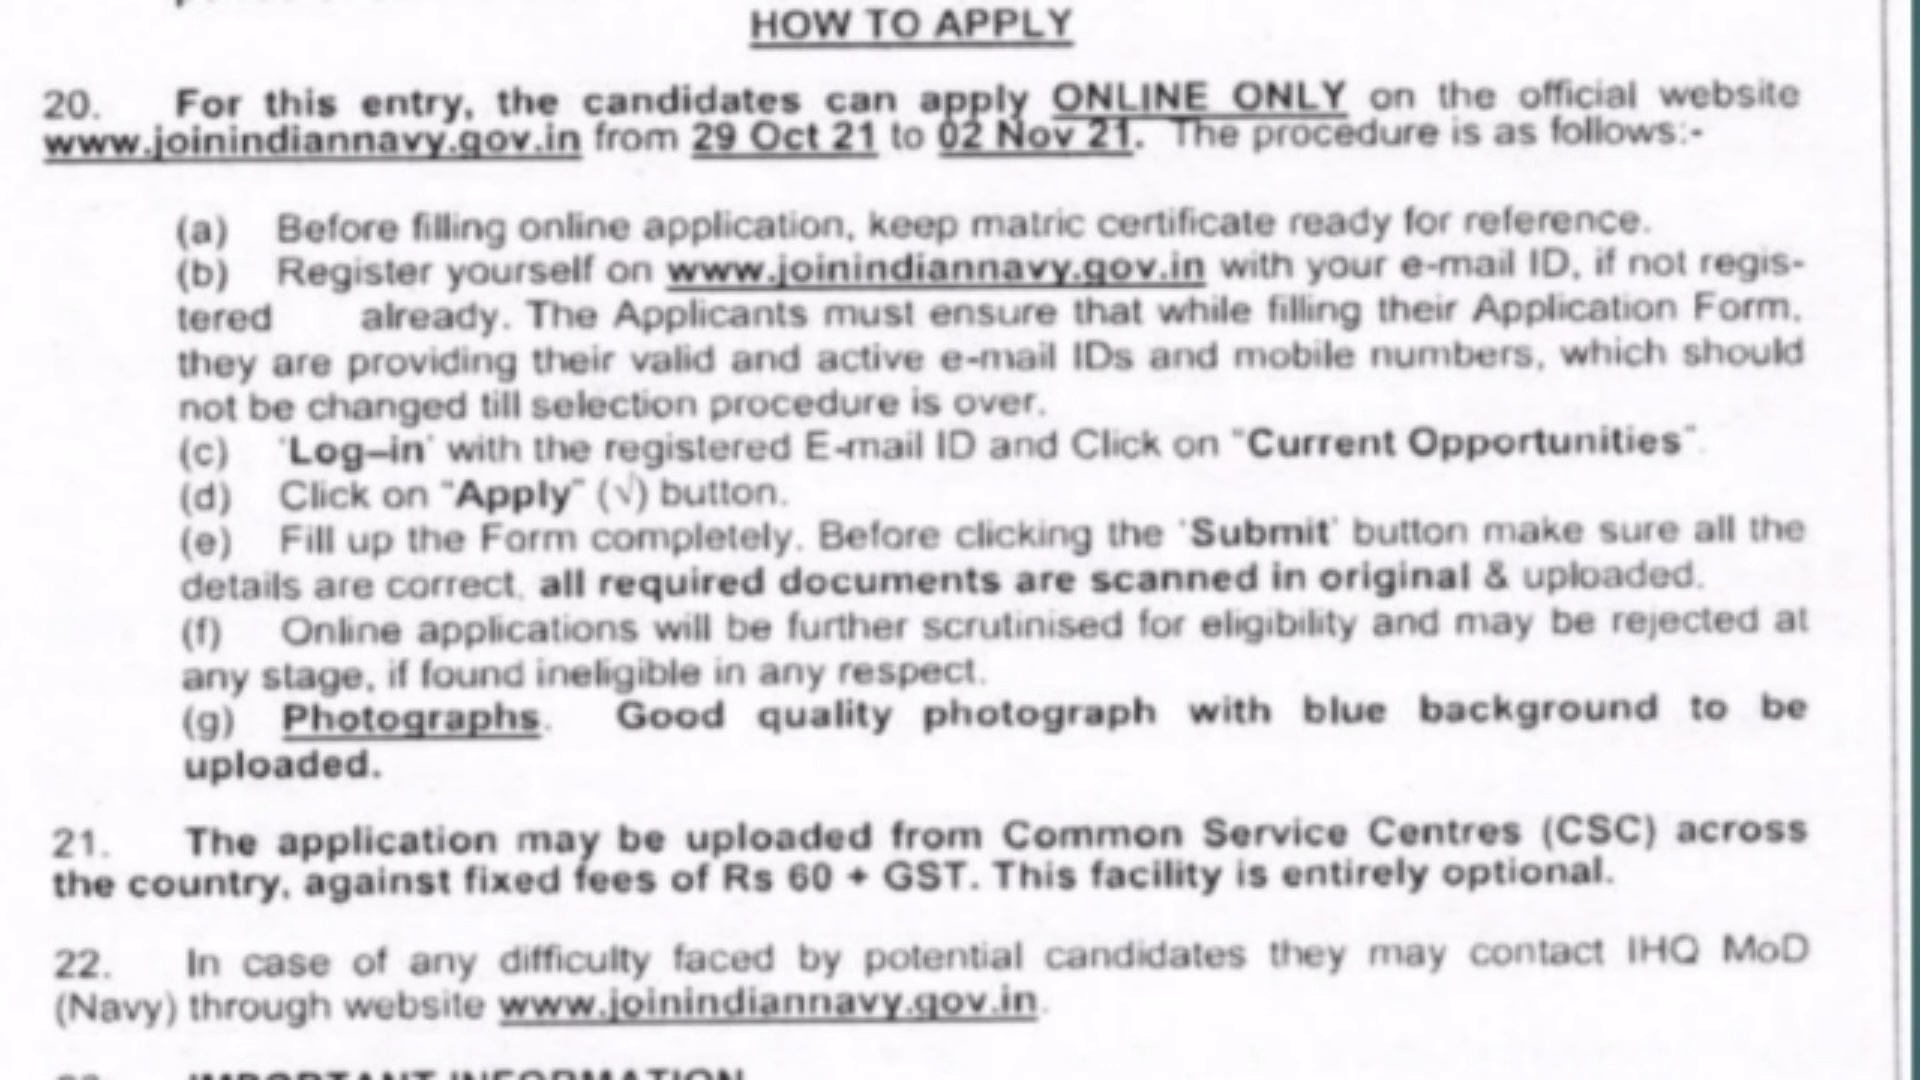 HOW TO APPLY
20. For this entry, the candidates can apply ONLINE ONLY on the official website
www.joinindiannavy.gov.in from 29 Oct 21 to 02 Nov 21. The procedure is as follows:-
(a) Before filling online application, keep matric certificate ready for reference.
(b) Register yourself on www.joinindiannavy.gov.in with your e-mail ID, if not regis-
tered already. The Applicants must ensure that while filling their Application Form,
they are providing their valid and active e-mail IDs and mobile numbers, which should
not be changed till selection procedure is over.
(c) 'Log–in' with the registered E-mail ID and Click on "Current Opportunities".
(d) Click on "Apply" (√) button.
(e) Fill up the Form completely. Before clicking the 'Submit' button make sure all the
details are correct, all required documents are scanned in original & uploaded.
(f) Online applications will be further scrutinised for eligibility and may be rejected at
any stage, if found ineligible in any respect.
(g) Photographs. Good quality photograph with blue background to be
uploaded.
21. The application may be uploaded from Common Service Centres (CSC) across
the country, against fixed fees of Rs 60 + GST. This facility is entirely optional.
22. In case of any difficulty faced by potential candidates they may contact IHQ MoD
(Navy) through website www.joinindiannavy.gov.in.
IMPORTANT INFORMATION